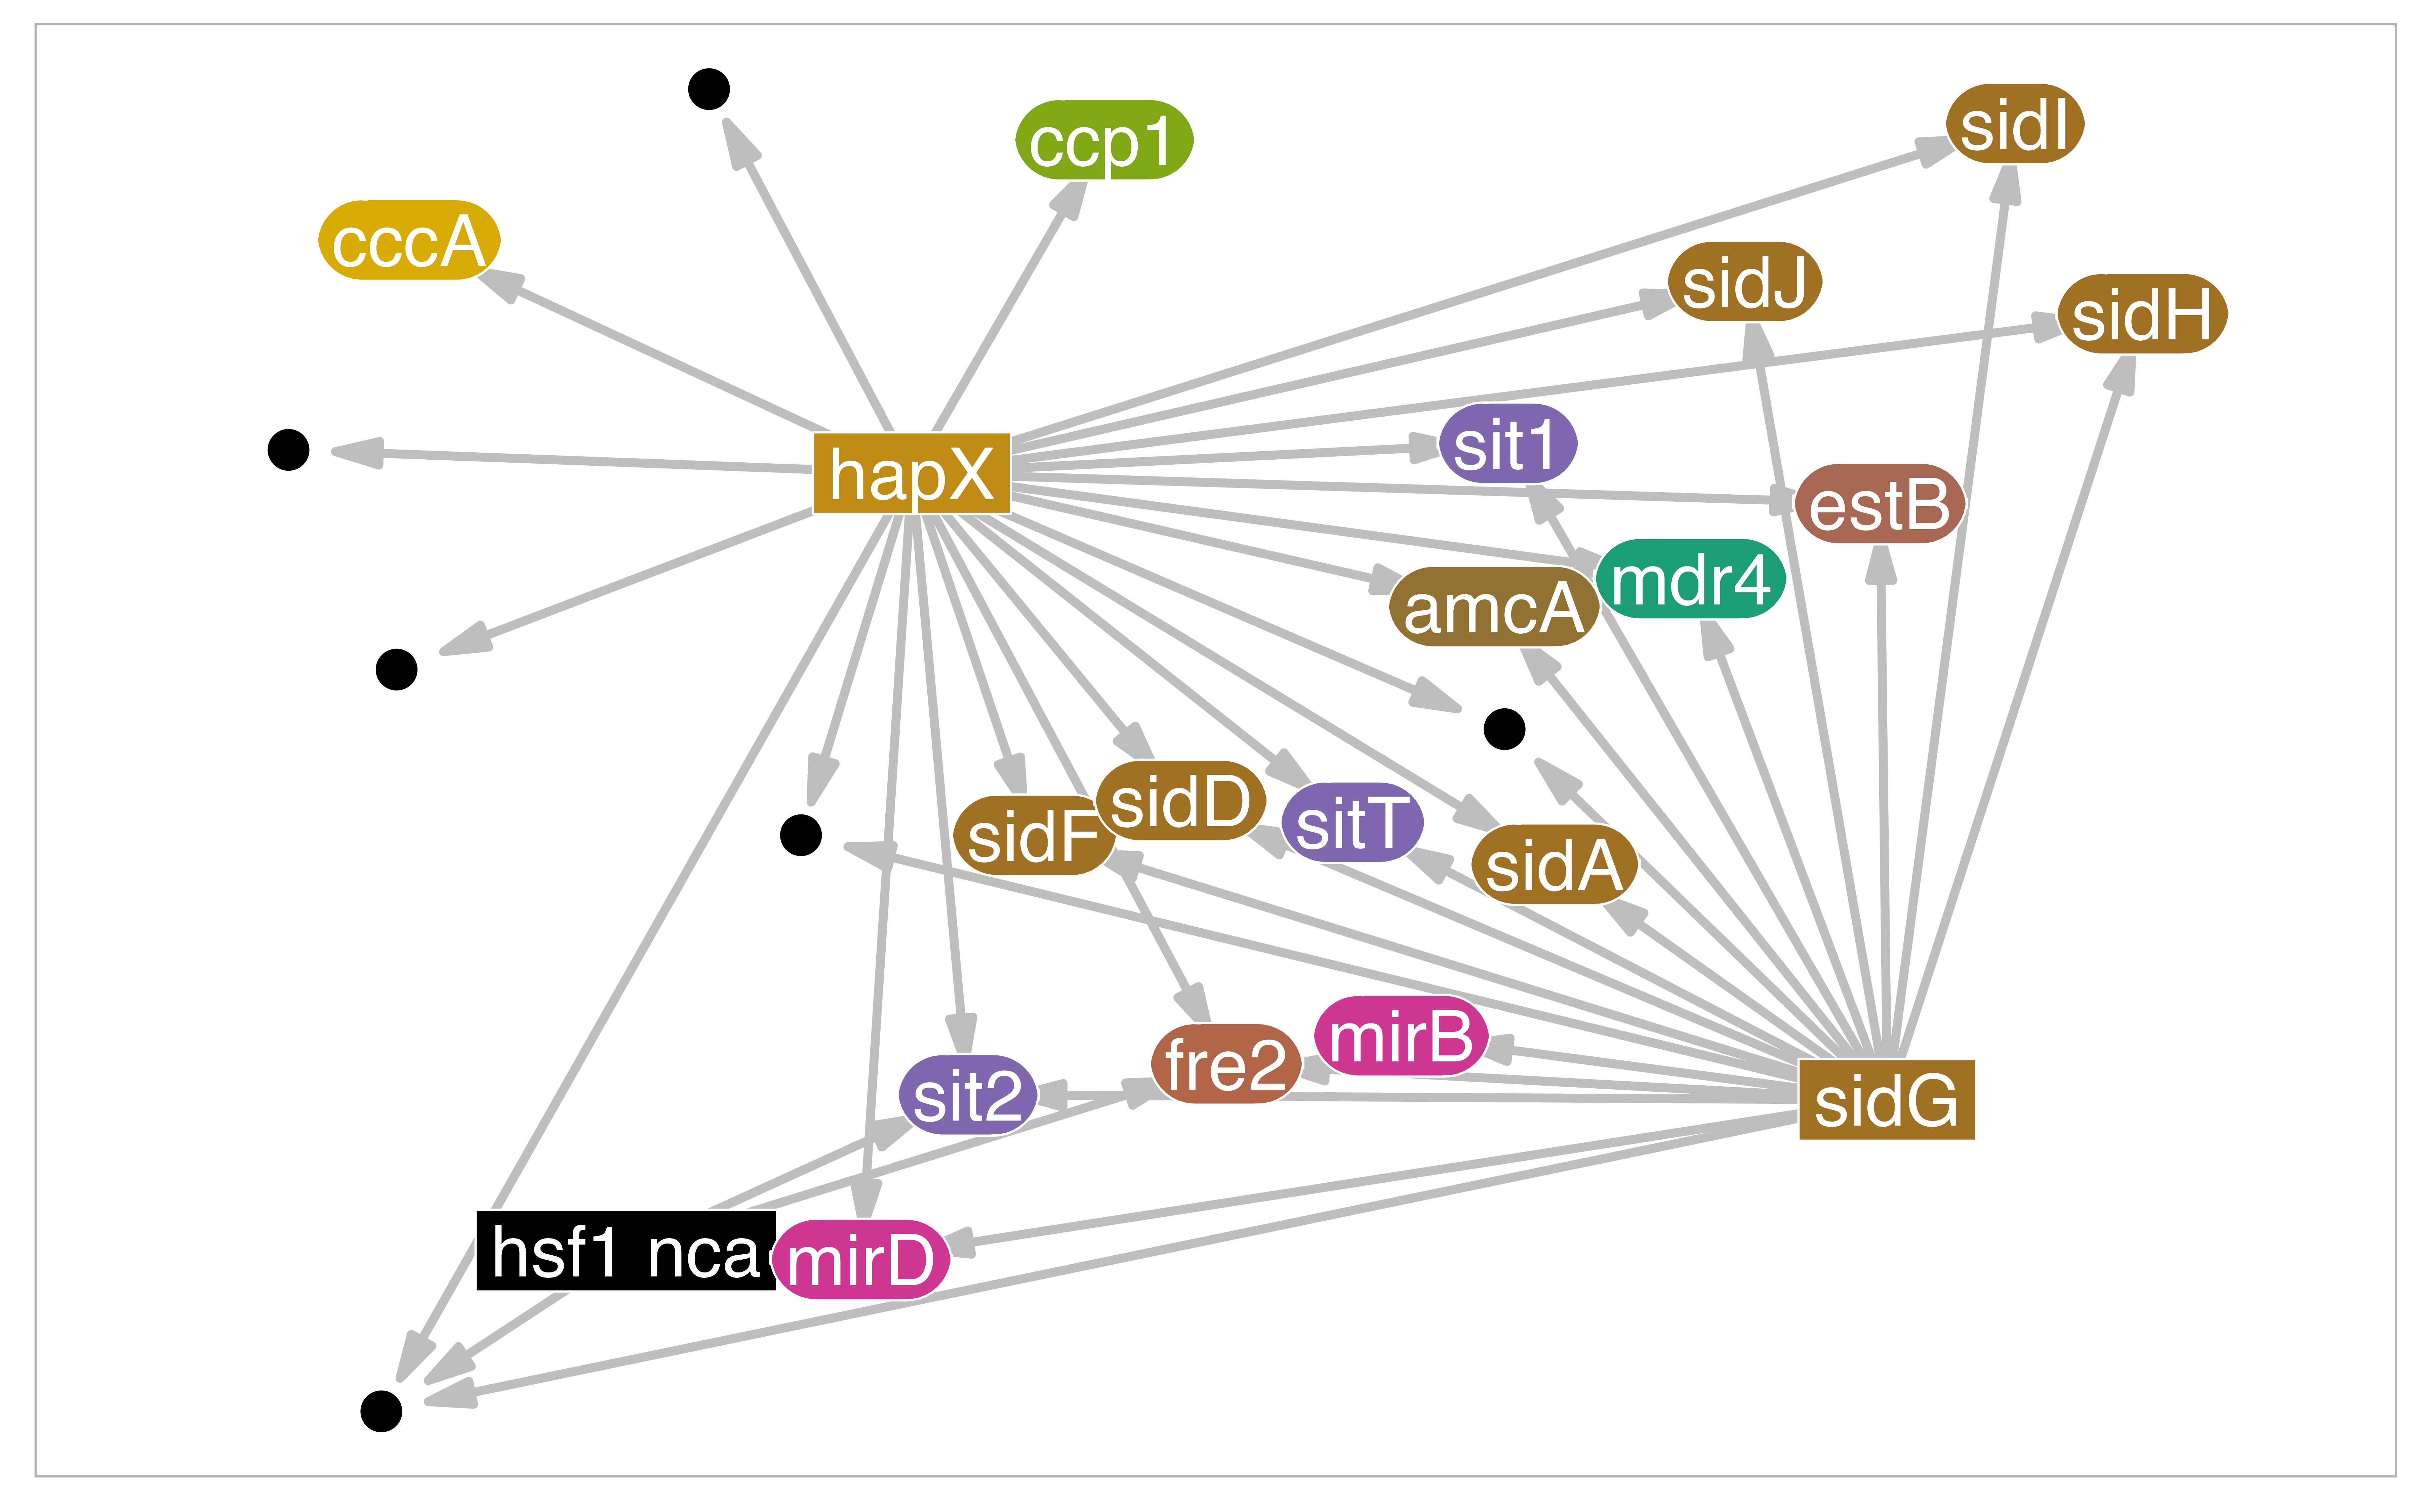 ccp1
sidI
cccA
sidJ
sidH
sit1
hapX
estB
mdr4
amcA
sidD
sitT
sidF
sidA
mirB
fre2
sit2
sidG
hsf1 nca
mirD